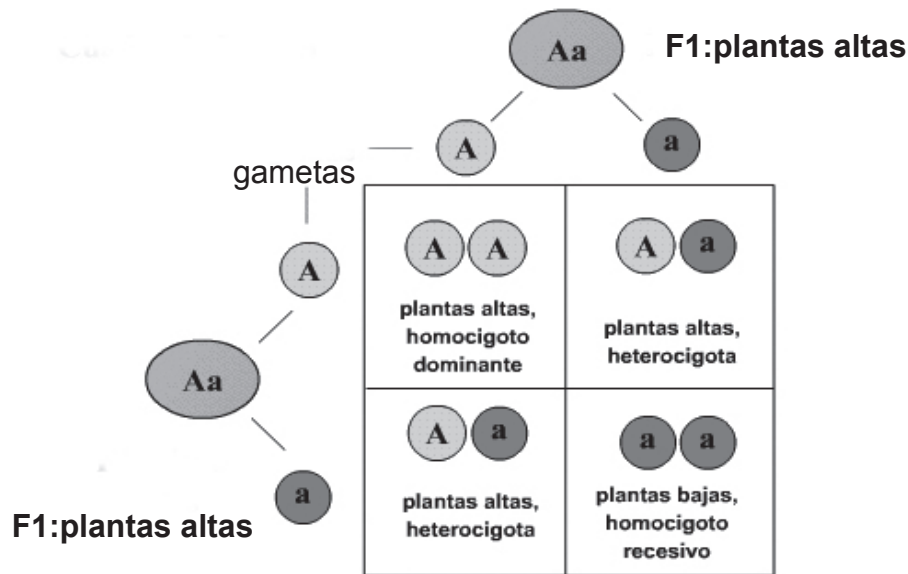 Aa
F1:plantas altas
A
a
gametas
A
A A
plantas altas,
homocigoto
dominante
A a
plantas altas,
heterocigota
Aa
A a
plantas altas,
heterocigota
a a
plantas bajas,
homocigoto
recesivo
a
F1:plantas altas